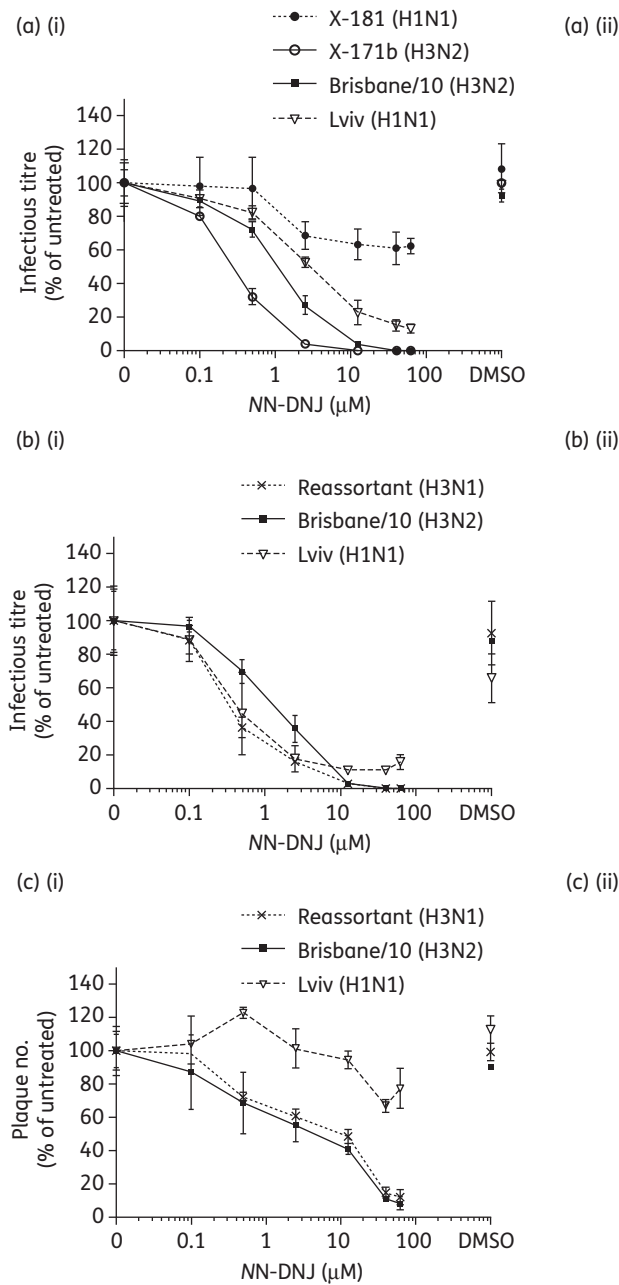 (a) (i)
(a) (ii)
X-181 (H1N1)
X-171b (H3N2)
Brisbane/10 (H3N2)
Lviv (H1N1)
Infectious titre
(% of untreated)
140
120
100
80
60
40
20
0
0 0.1 1 10 100 DMSO
NN-DNJ (μM)
(b) (i)
(b) (ii)
Reassortant (H3N1)
Brisbane/10 (H3N2)
Lviv (H1N1)
Infectious titre
(% of untreated)
140
120
100
80
60
40
20
0
0 0.1 1 10 100 DMSO
NN-DNJ (μM)
(c) (i)
(c) (ii)
Reassortant (H3N1)
Brisbane/10 (H3N2)
Lviv (H1N1)
Plaque no.
(% of untreated)
140
120
100
80
60
40
20
0
0 0.1 1 10 100 DMSO
NN-DNJ (μM)